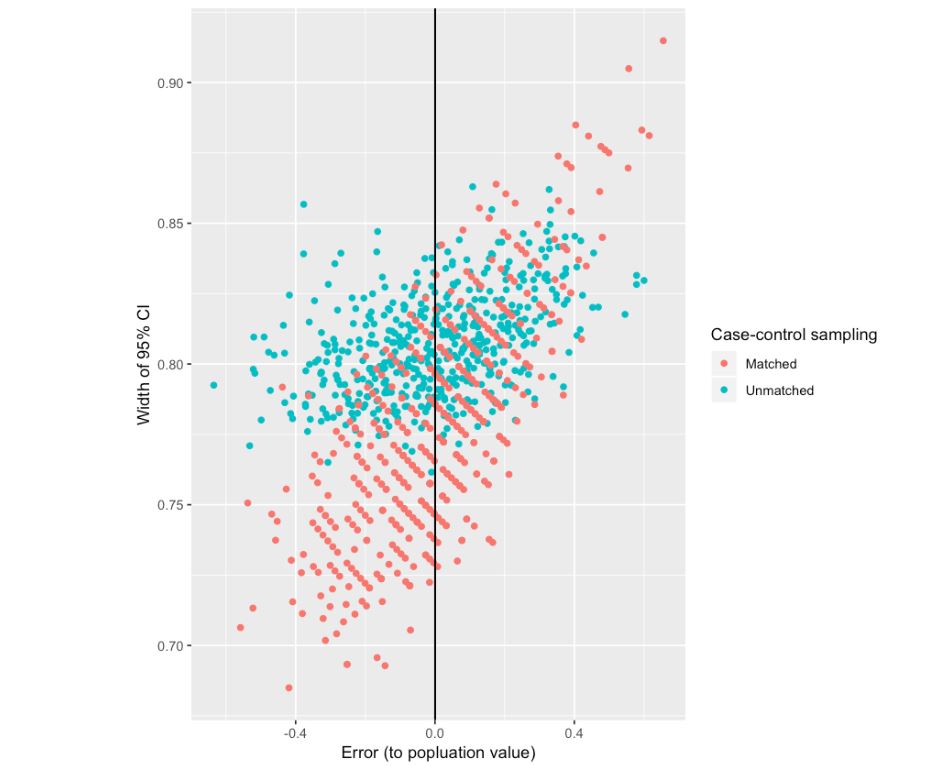 0.90
0.85
0.80
0.75
0.70
Width of 95% CI
-0.4 0.0 0.4
Error (to popluation value)
Case-control sampling
Matched
Unmatched